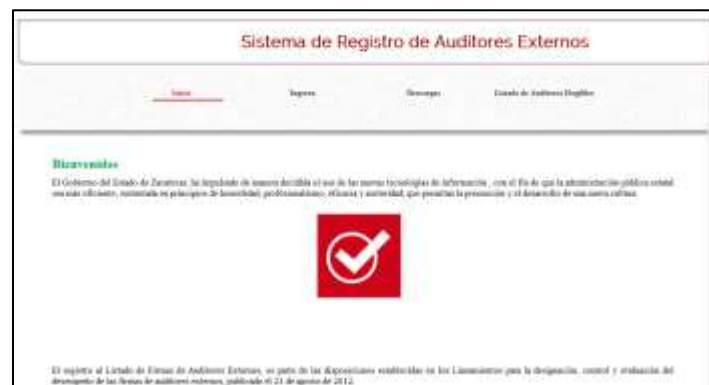 Sistema de Registro de Auditores Externos
Inicio Ingresa Descargas Listado de Auditores Elegibles
Bienvenidos
El Gobierno del Estado de Zacatecas, ha impulsado de manera decidida el uso de las nuevas tecnologías de información , con el fin de que la administración pública estatal
sea más eficiente, sustentada en principios de honestidad, profesionalismo, eficacia y austeridad, que permitan la promoción y el desarrollo de una nueva cultura.
El registro al Listado de Firmas de Auditores Externos, es parte de las disposiciones establecidas en los Lineamientos para la designación, control y evaluación del
desempeño de las firmas de auditores externos, publicado el 21 de agosto de 2012.